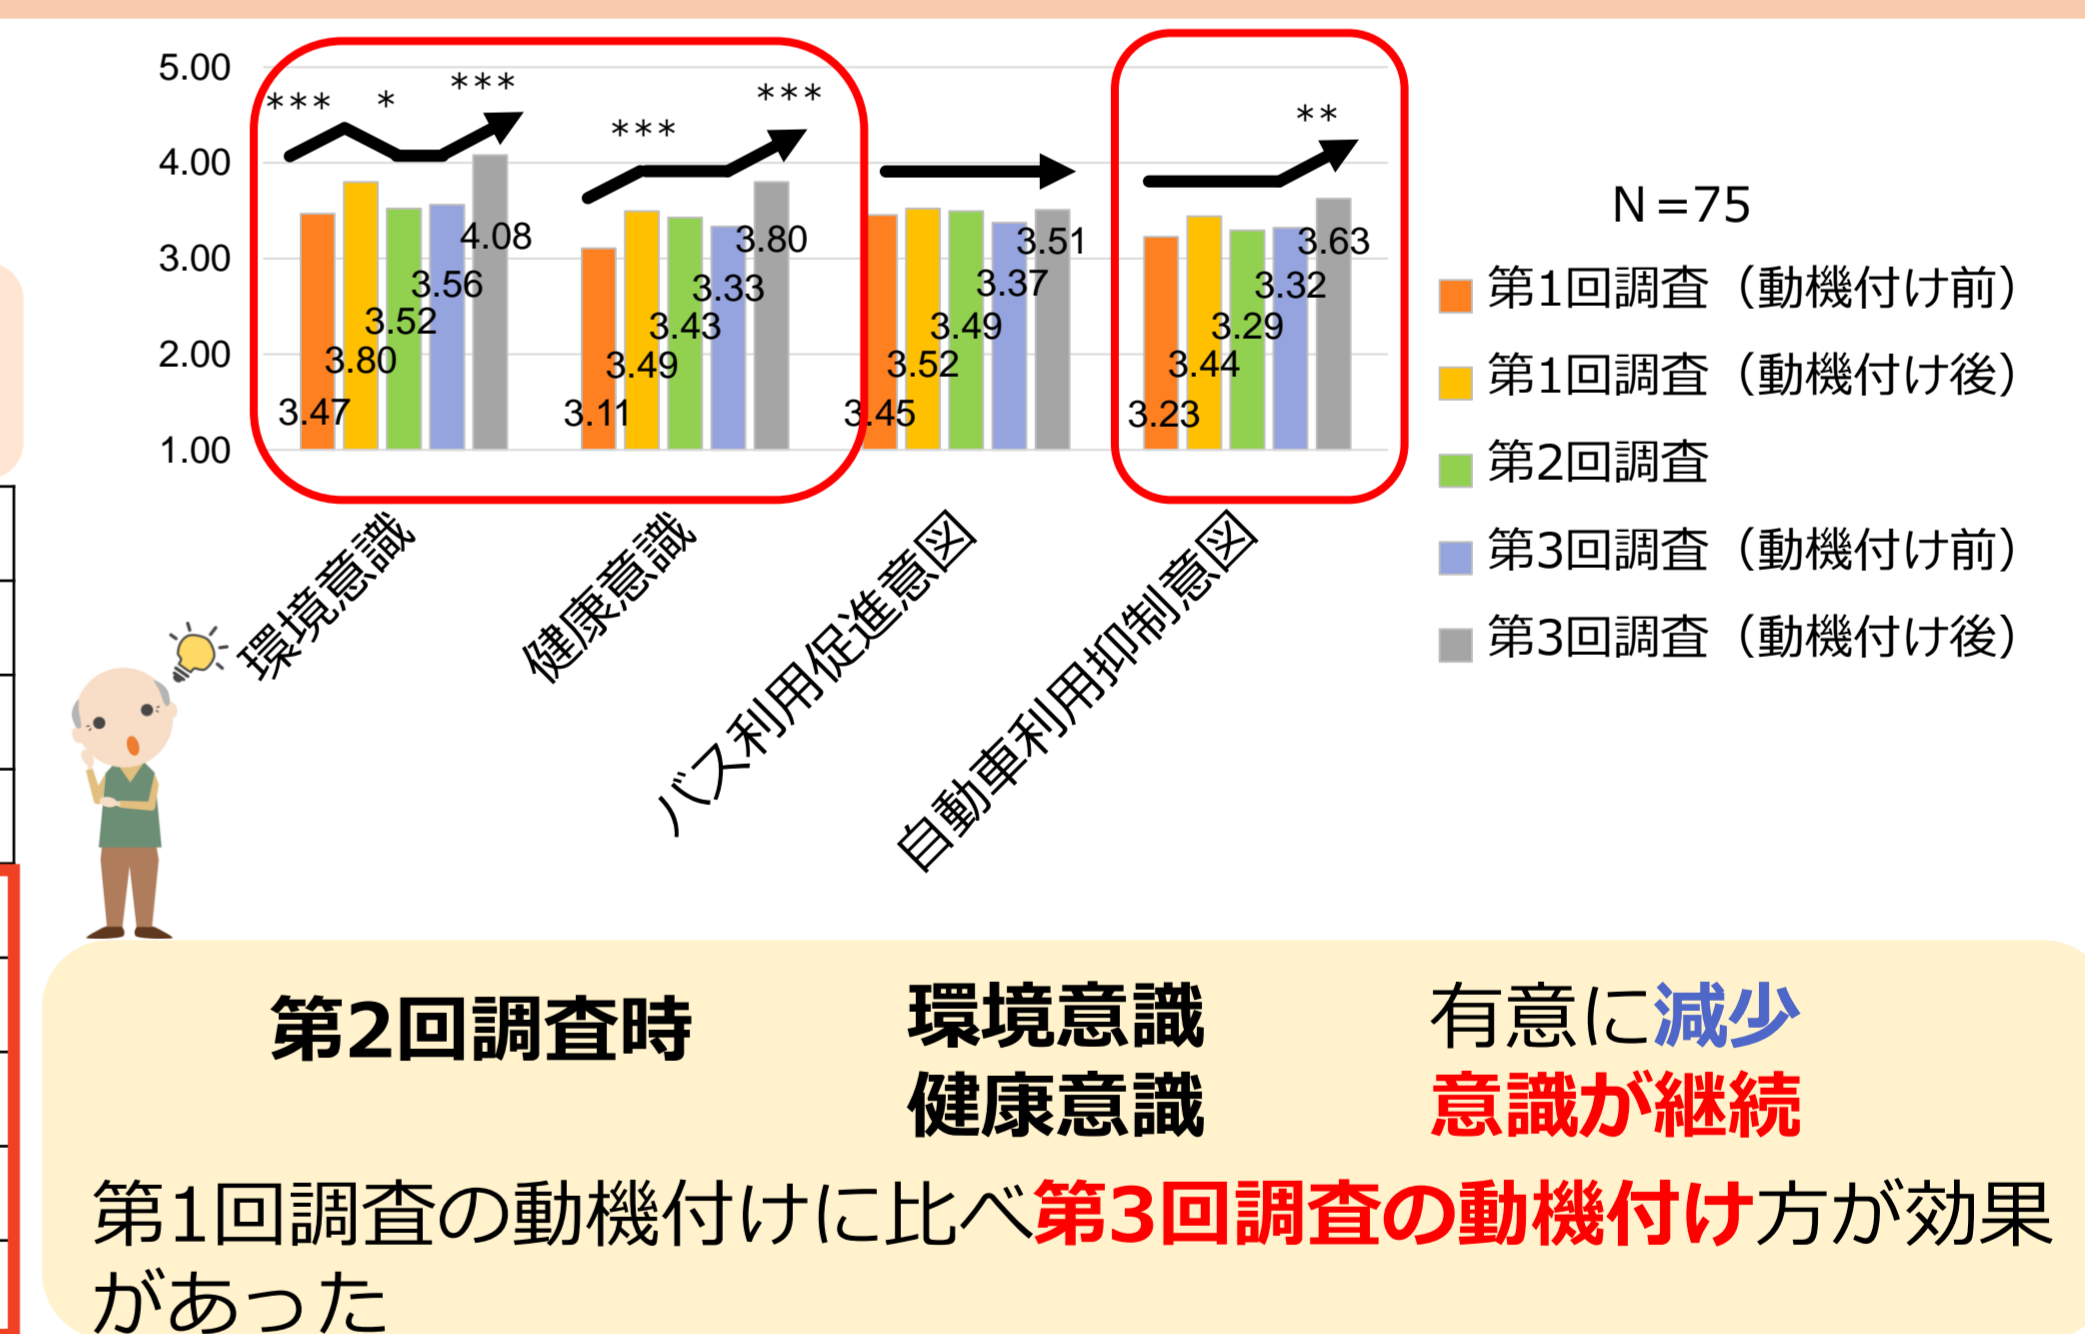 5.00
4.00
3.00
2.00
1.00
*** * ***
*** ***
**
3.47 3.80 3.52 3.56 4.08
3.11 3.49 3.43 3.33 3.80
3.45 3.52 3.49 3.37 3.51
3.23 3.44 3.29 3.32 3.63
環境意識
健康意識
バス利用促進意図
自動車利用抑制意図
N=75
第1回調査（動機付け前）
第1回調査（動機付け後）
第2回調査
第3回調査（動機付け前）
第3回調査（動機付け後）
第2回調査時 環境意識 有意に減少
健康意識 意識が継続
第1回調査の動機付けに比べ第3回調査の動機付け方が効果
があった